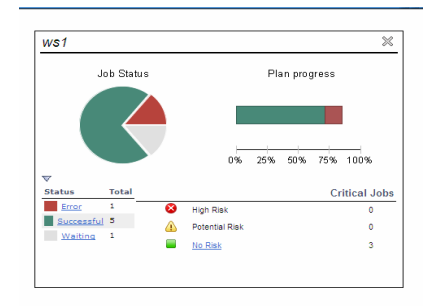 ws1
Job Status
Plan progress
0% 25% 50% 75% 100%
Status Total
Error 1
Successful 5
Waiting 1
Critical Jobs
High Risk 0
Potential Risk 0
No Risk 3